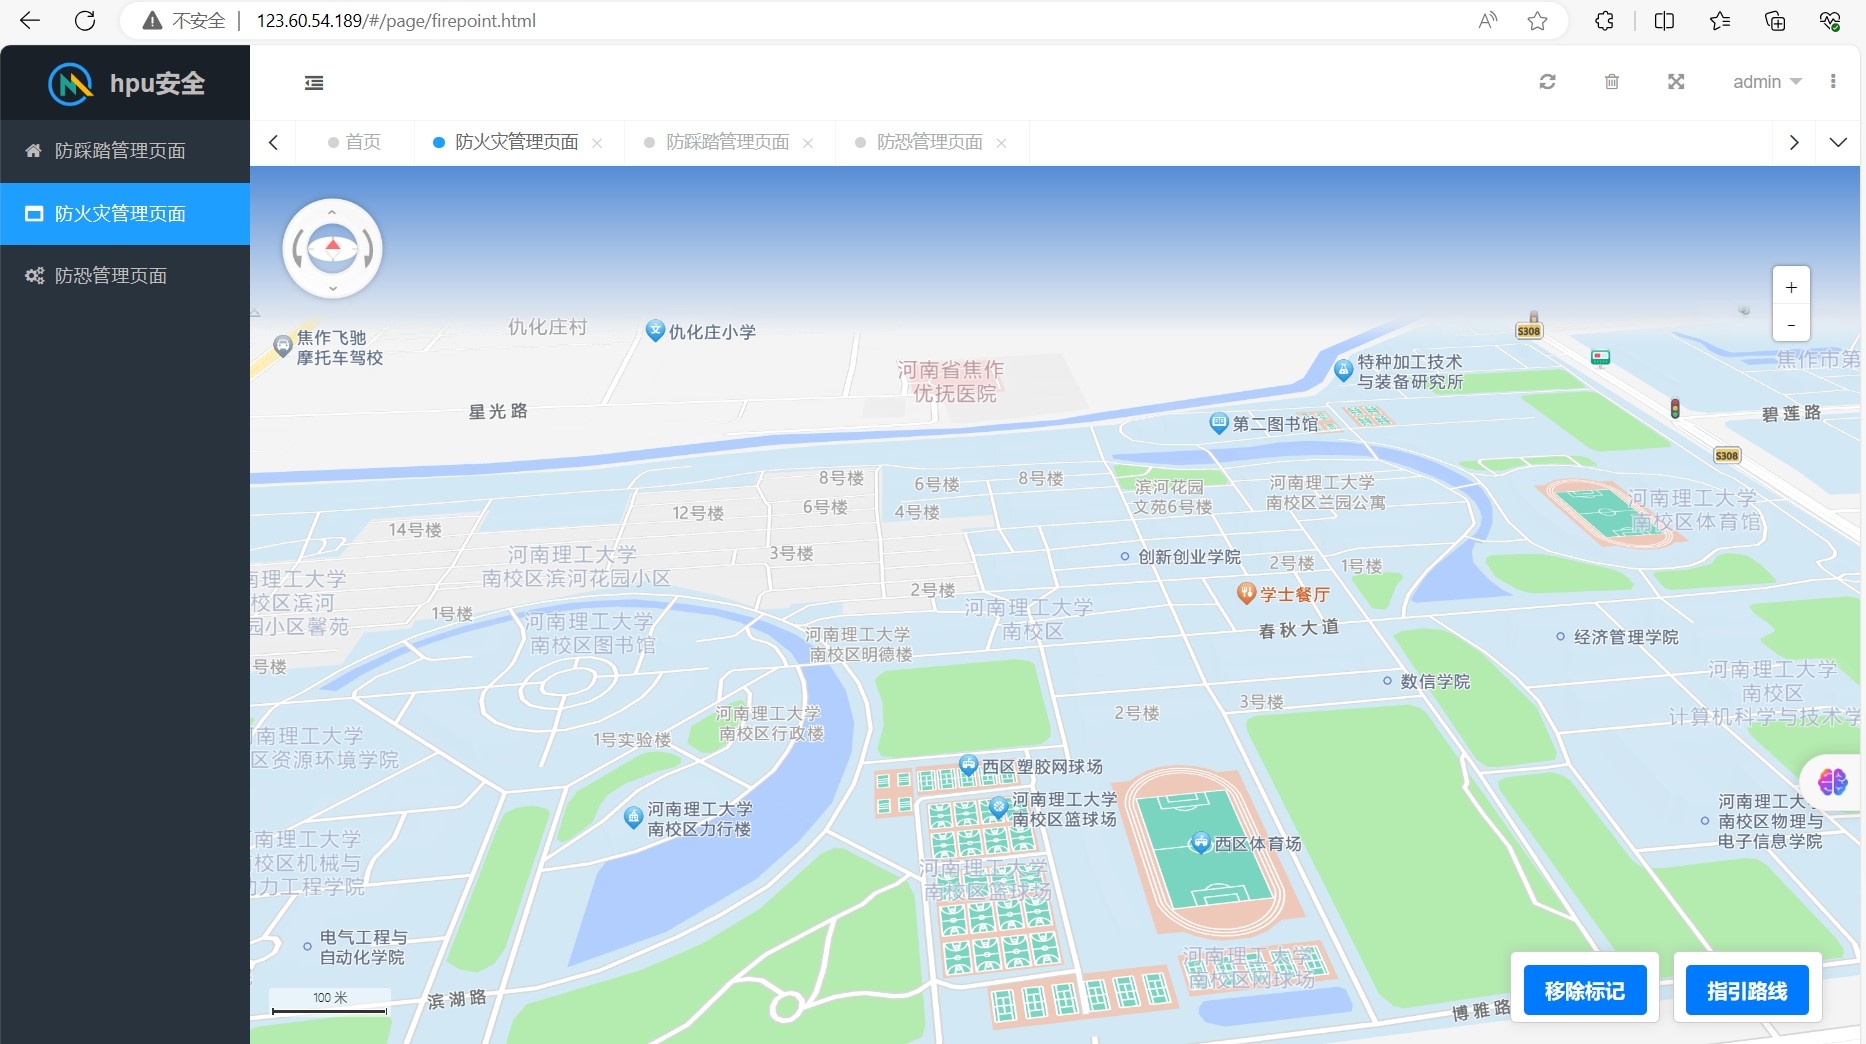 不安全
123.60.54.189/#/page/firepoint.html
hpu安全
admin
防踩踏管理页面
防火灾管理页面
防恐管理页面
首页
防火灾管理页面
防踩踏管理页面
防恐管理页面
+
-
仇化庄村
仇化庄小学
焦作飞驰
摩托车驾校
河南省焦作
优抚医院
星光路
S308
特种加工技术
与装备研究所
焦作市第
碧莲路
第二图书馆
S308
8号楼
6号楼
8号楼
滨河花园
文苑6号楼
河南理工大学
南校区兰园公寓
河南理工大学
南校区体育馆
12号楼
6号楼
4号楼
14号楼
3号楼
河南理工大学
南校区滨河花园小区
创新创业学院
2号楼
1号楼
南理工大学
校区滨河
园小区馨苑
2号楼
学士餐厅
1号楼
河南理工大学
南校区图书馆
河南理工大学
南校区
春秋大道
河南理工大学
南校区明德楼
经济管理学院
号楼
数信学院
河南理工大学
南校区
计算机科学与技术学
3号楼
2号楼
河南理工大学
南校区行政楼
1号实验楼
南理工大学
区资源环境学院
西区塑胶网球场
河南理工大学
南校区篮球场
河南理工大学
南校区力行楼
河南理工大
南校区物理与
电子信息学院
西区体育场
南理工大学
校区机械与
力工程学院
河南理工大学
南校区篮球场
电气工程与
自动化学院
河南理工大学
南校区网球场
滨湖路
博雅路
100 米
移除标记
指引路线